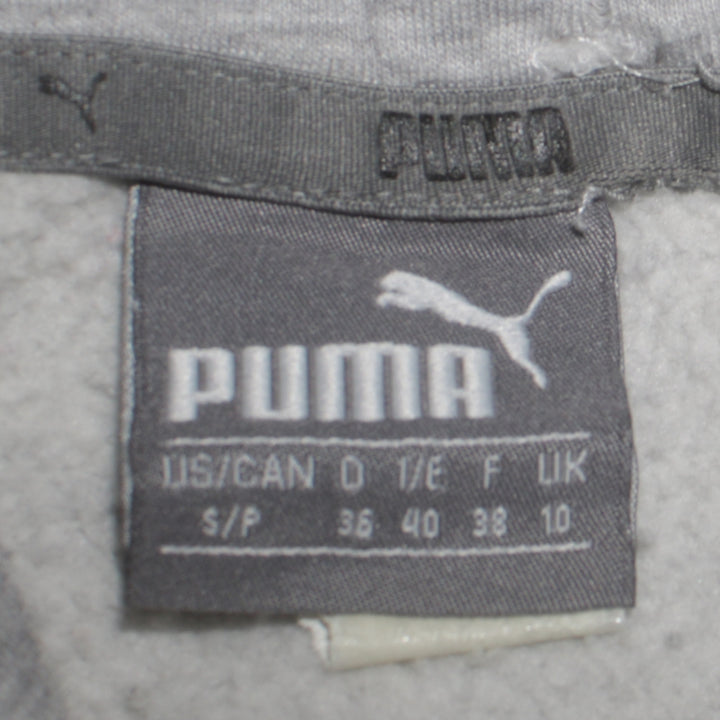 PUMA
PUMA
US/CAN D I/E F UK
S/P 36 40 38 10